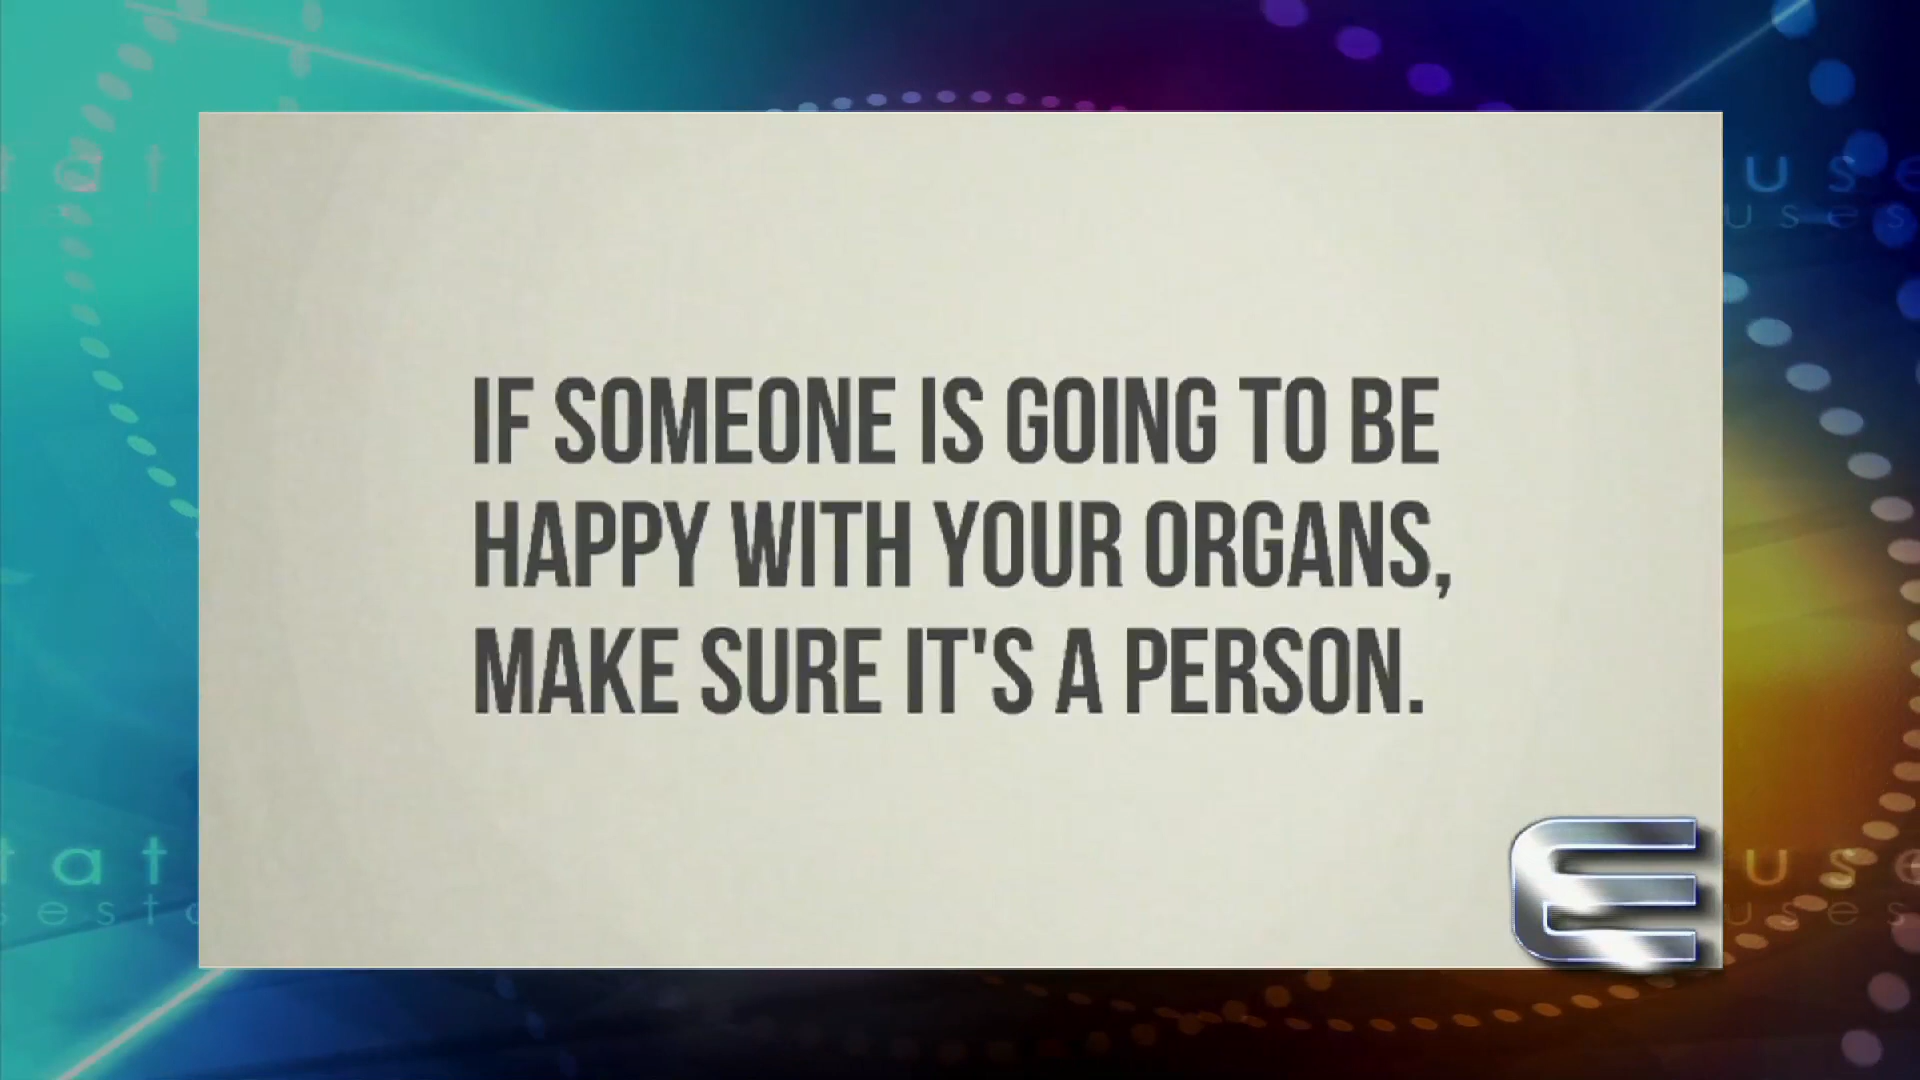 IF SOMEONE IS GOING TO BE
HAPPY WITH YOUR ORGANS,
MAKE SURE IT'S A PERSON.
E